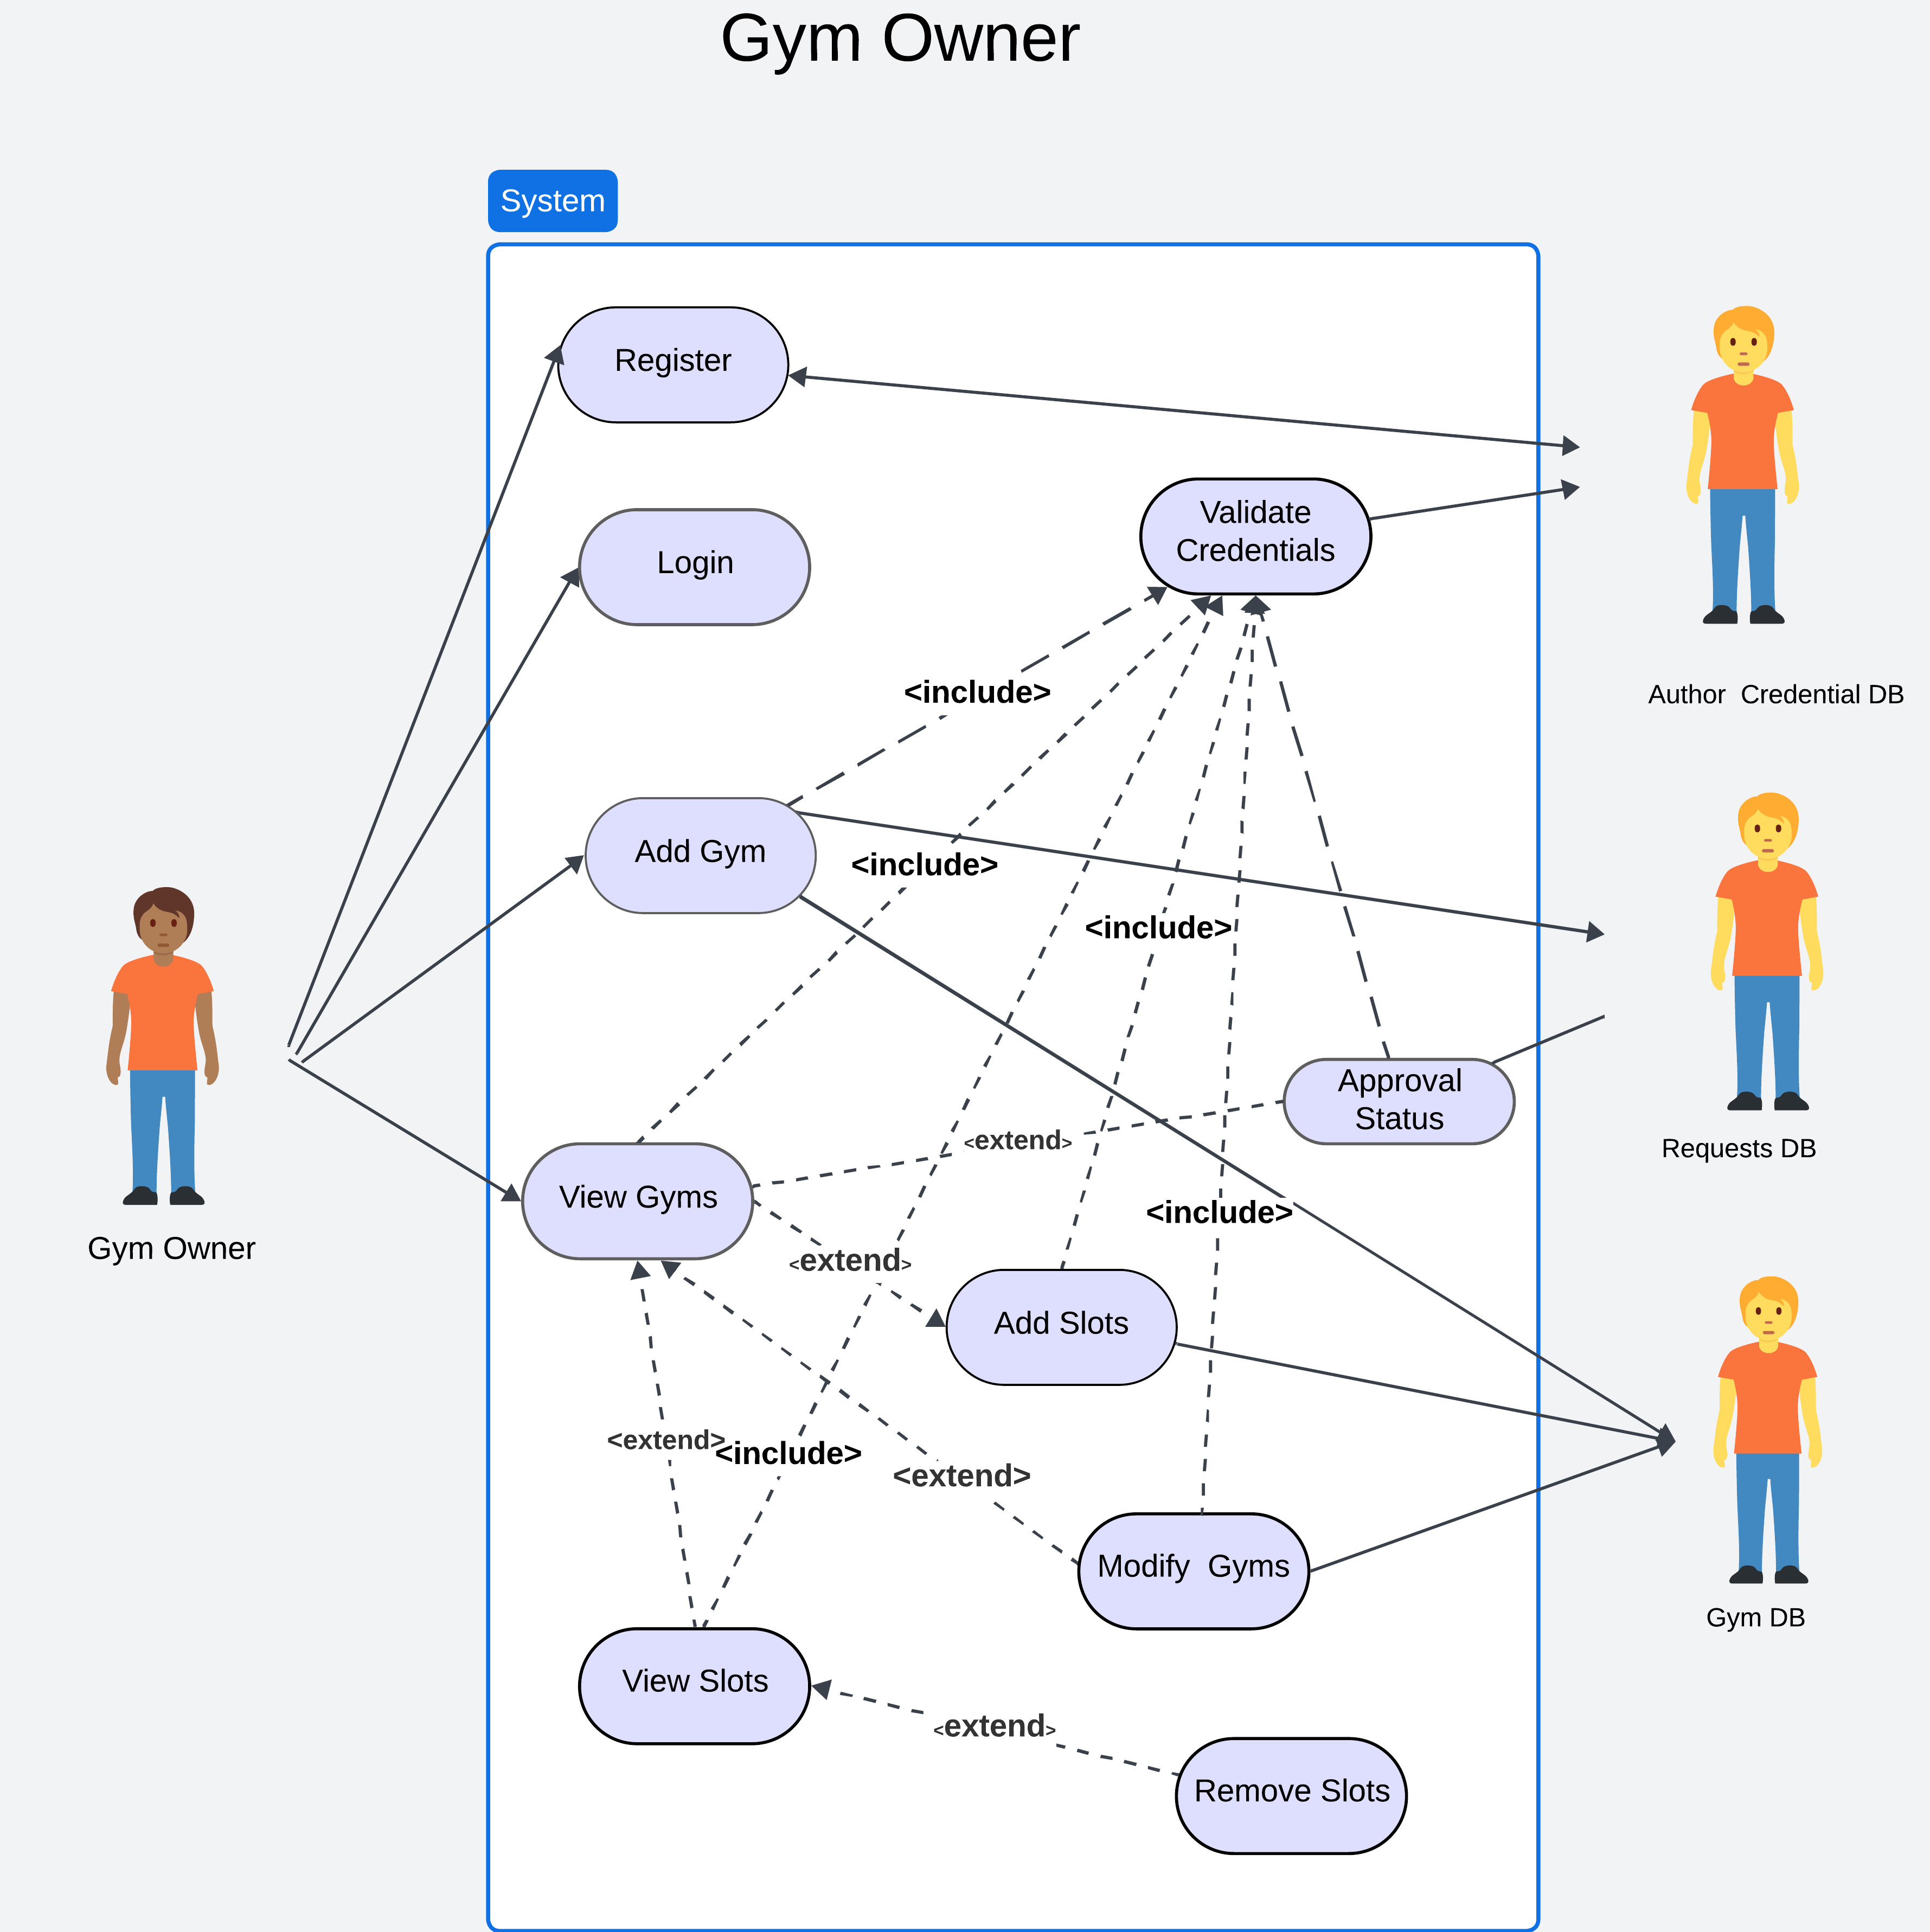 Gym Owner
System
Register
Login
Validate
Credentials
<include>
Author  Credential DB
Add Gym
<include>
<include>
Approval
Status
<extend>
Requests DB
View Gyms
<include>
Gym Owner
<extend>
Add Slots
<extend>
<include>
<extend>
Modify  Gyms
Gym DB
View Slots
<extend>
Remove Slots